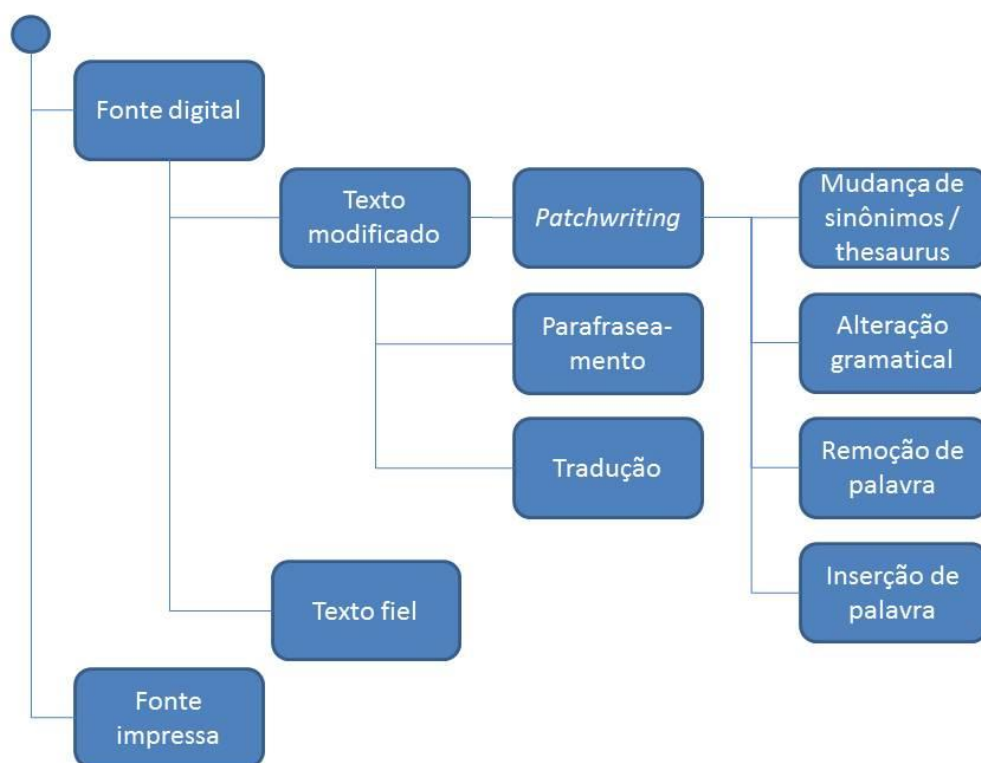 Fonte digital
Texto
modificado
Patchwriting
Mudança de
sinônimos /
thesaurus
Parafrasea-
mento
Alteração
gramatical
Tradução
Remoção de
palavra
Texto fiel
Inserção de
palavra
Fonte
impressa